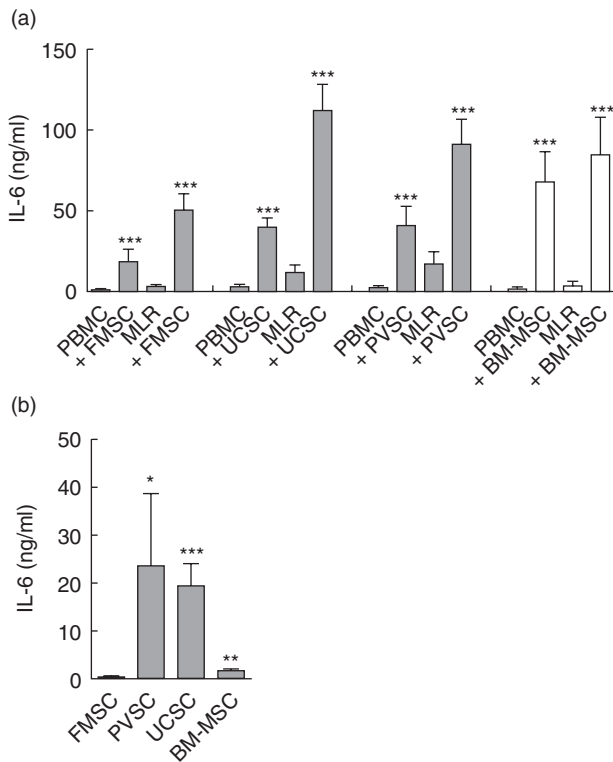 (a)
150
100
50
0
IL-6 (ng/ml)
***
***
***
***
***
***
***
***
PBMC
+ FMSC
MLR
+ FMSC
PBMC
+ UCSC
MLR
+ UCSC
PBMC
+ PVSC
MLR
+ PVSC
PBMC
+ BM-MSC
MLR
+ BM-MSC
(b)
50
40
30
20
10
0
IL-6 (ng/ml)
*
***
**
FMSC
PVSC
UCSC
BM-MSC